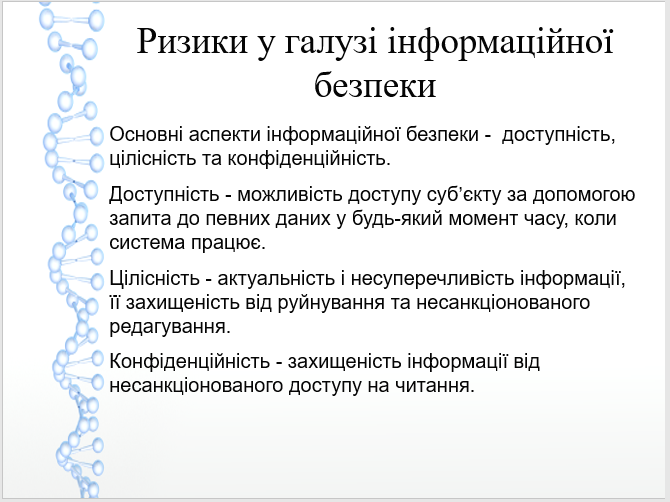 Ризики у галузі інформаційної
безпеки
Основні аспекти інформаційної безпеки -  доступність,
цілісність та конфіденційність.
Доступність - можливість доступу суб’єкту за допомогою
запита до певних даних у будь-який момент часу, коли
система працює.
Цілісність - актуальність і несуперечливість інформації,
її захищеність від руйнування та несанкціонованого
редагування.
Конфіденційність - захищеність інформації від
несанкціонованого доступу на читання.